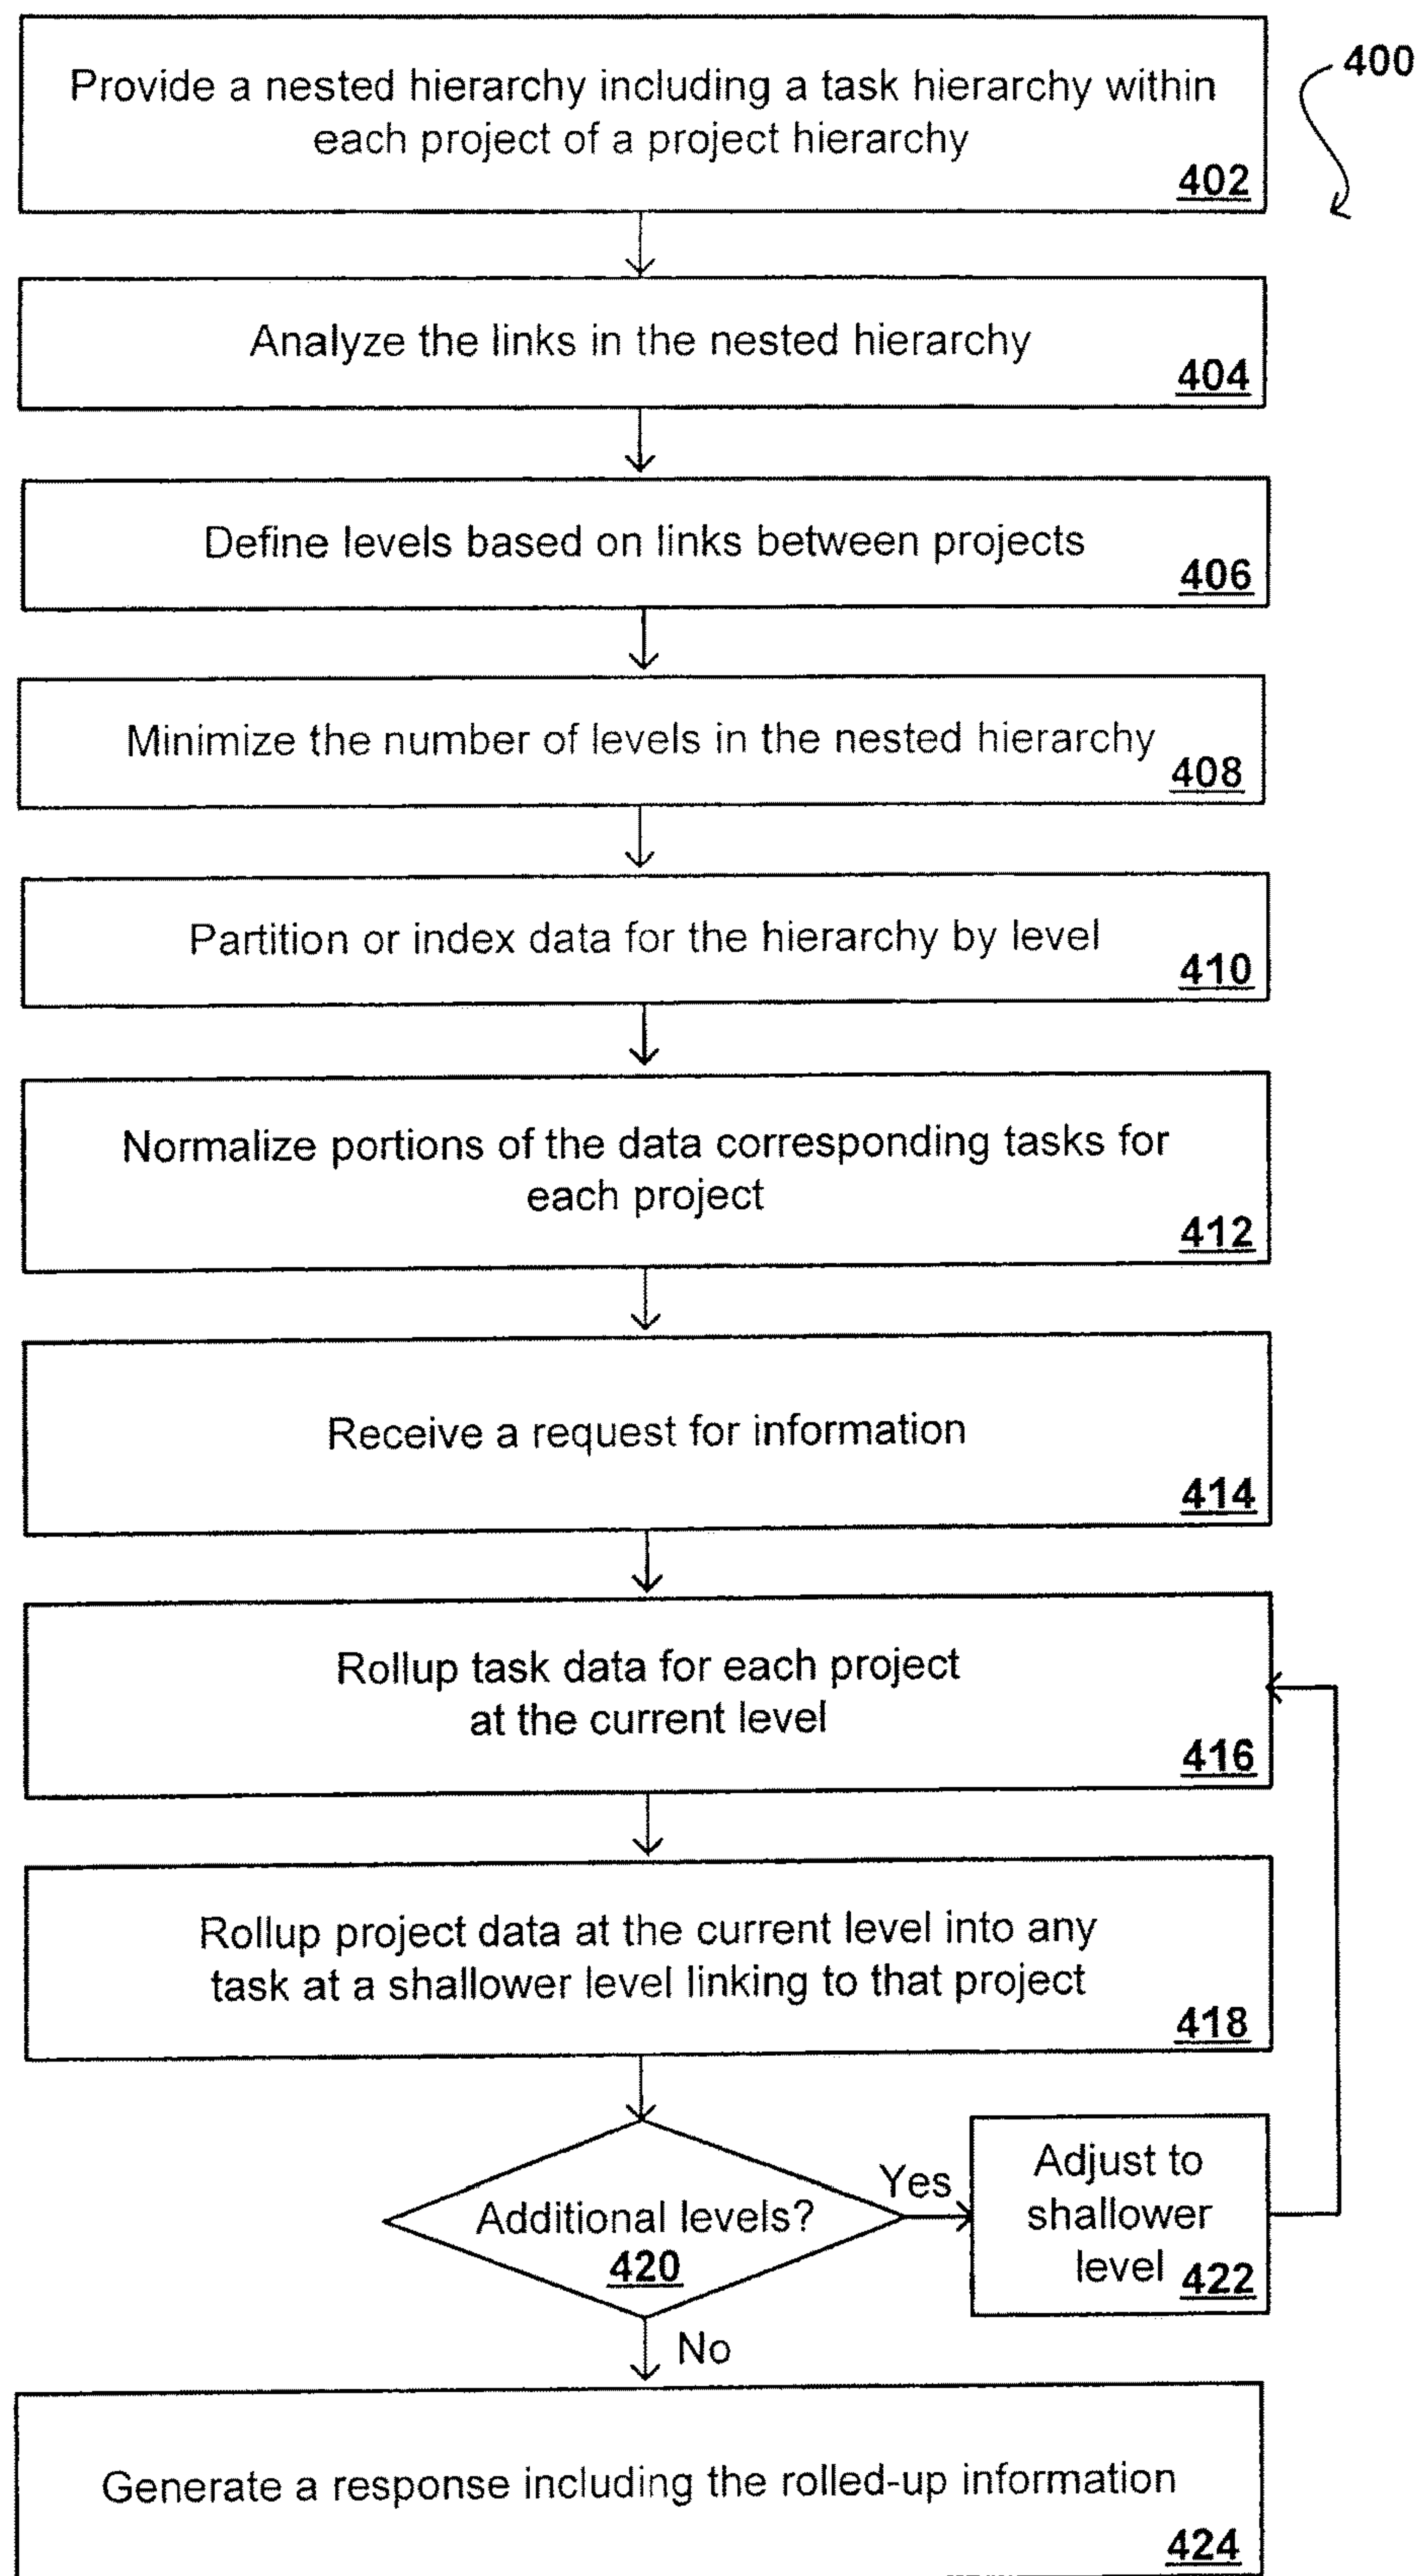 400
Provide a nested hierarchy including a task hierarchy within
each project of a project hierarchy
402
Analyze the links in the nested hierarchy
404
Define levels based on links between projects
406
Minimize the number of levels in the nested hierarchy
408
Partition or index data for the hierarchy by level
410
Normalize portions of the data corresponding tasks for
each project
412
Receive a request for information
414
Rollup task data for each project
at the current level
416
Rollup project data at the current level into any
task at a shallower level linking to that project
418
Additional levels?
420
Yes
Adjust to
shallower
level
422
No
Generate a response including the rolled-up information
424